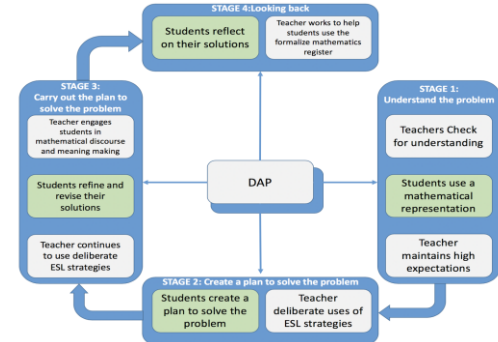 STAGE 4:Looking back
Students reflect
on their solutions
Teacher works to help
students use the
formalize mathematics
register
STAGE 3:
Carry out the plan to
solve the problem
Teacher engages
students in
mathematical discourse
and meaning making
Students refine and
revise their
solutions
Teacher continues
to use deliberate
ESL strategies
STAGE 1:
Understand the problem
Teachers Check
for understanding
Students use a
mathematical
representation
Teacher
maintains high
expectations
DAP
STAGE 2: Create a plan to solve the problem
Students create a
plan to solve the
problem
Teacher
deliberate uses of
ESL strategies